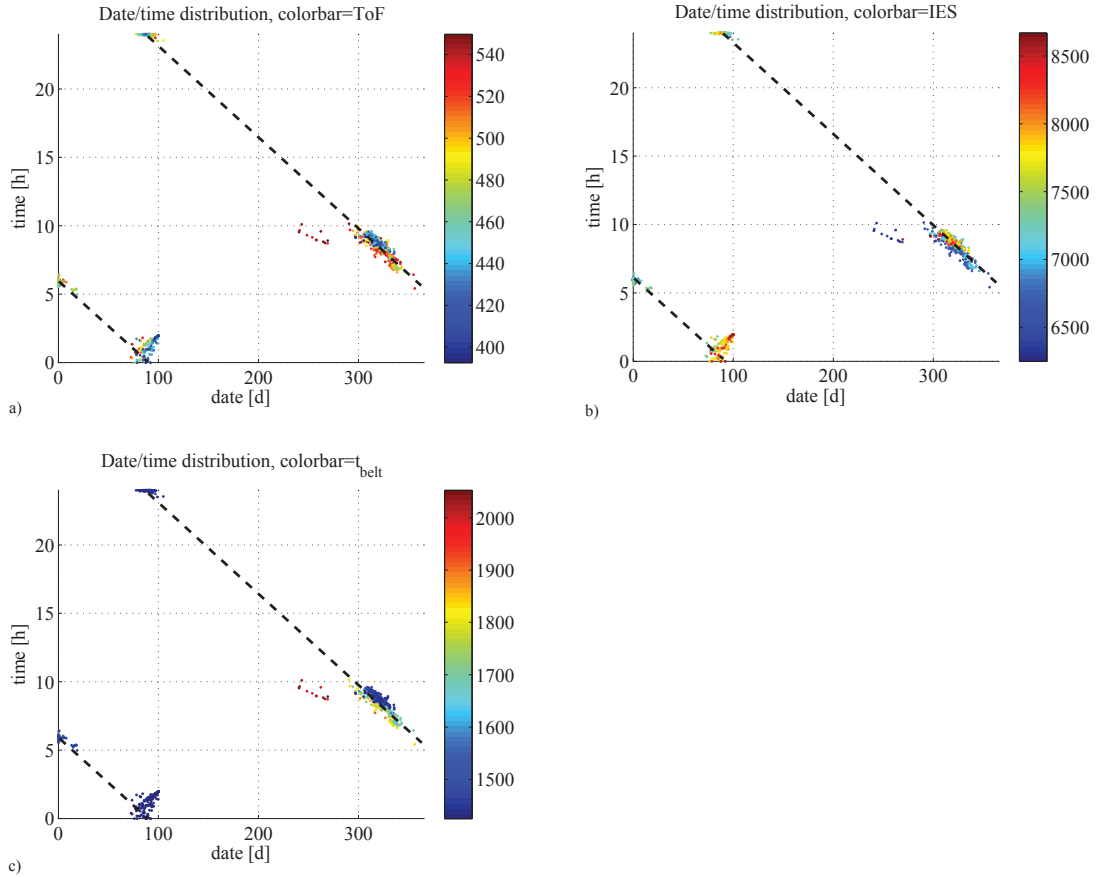 Date/time distribution, colorbar=ToF
time [h]
20
15
10
5
0
0 100 200 300
date [d]
540
520
500
480
460
440
420
400
a)
Date/time distribution, colorbar=IES
time [h]
20
15
10
5
0
0 100 200 300
date [d]
8500
8000
7500
7000
6500
b)
Date/time distribution, colorbar=t_belt
time [h]
20
15
10
5
0
0 100 200 300
date [d]
2000
1900
1800
1700
1600
1500
c)